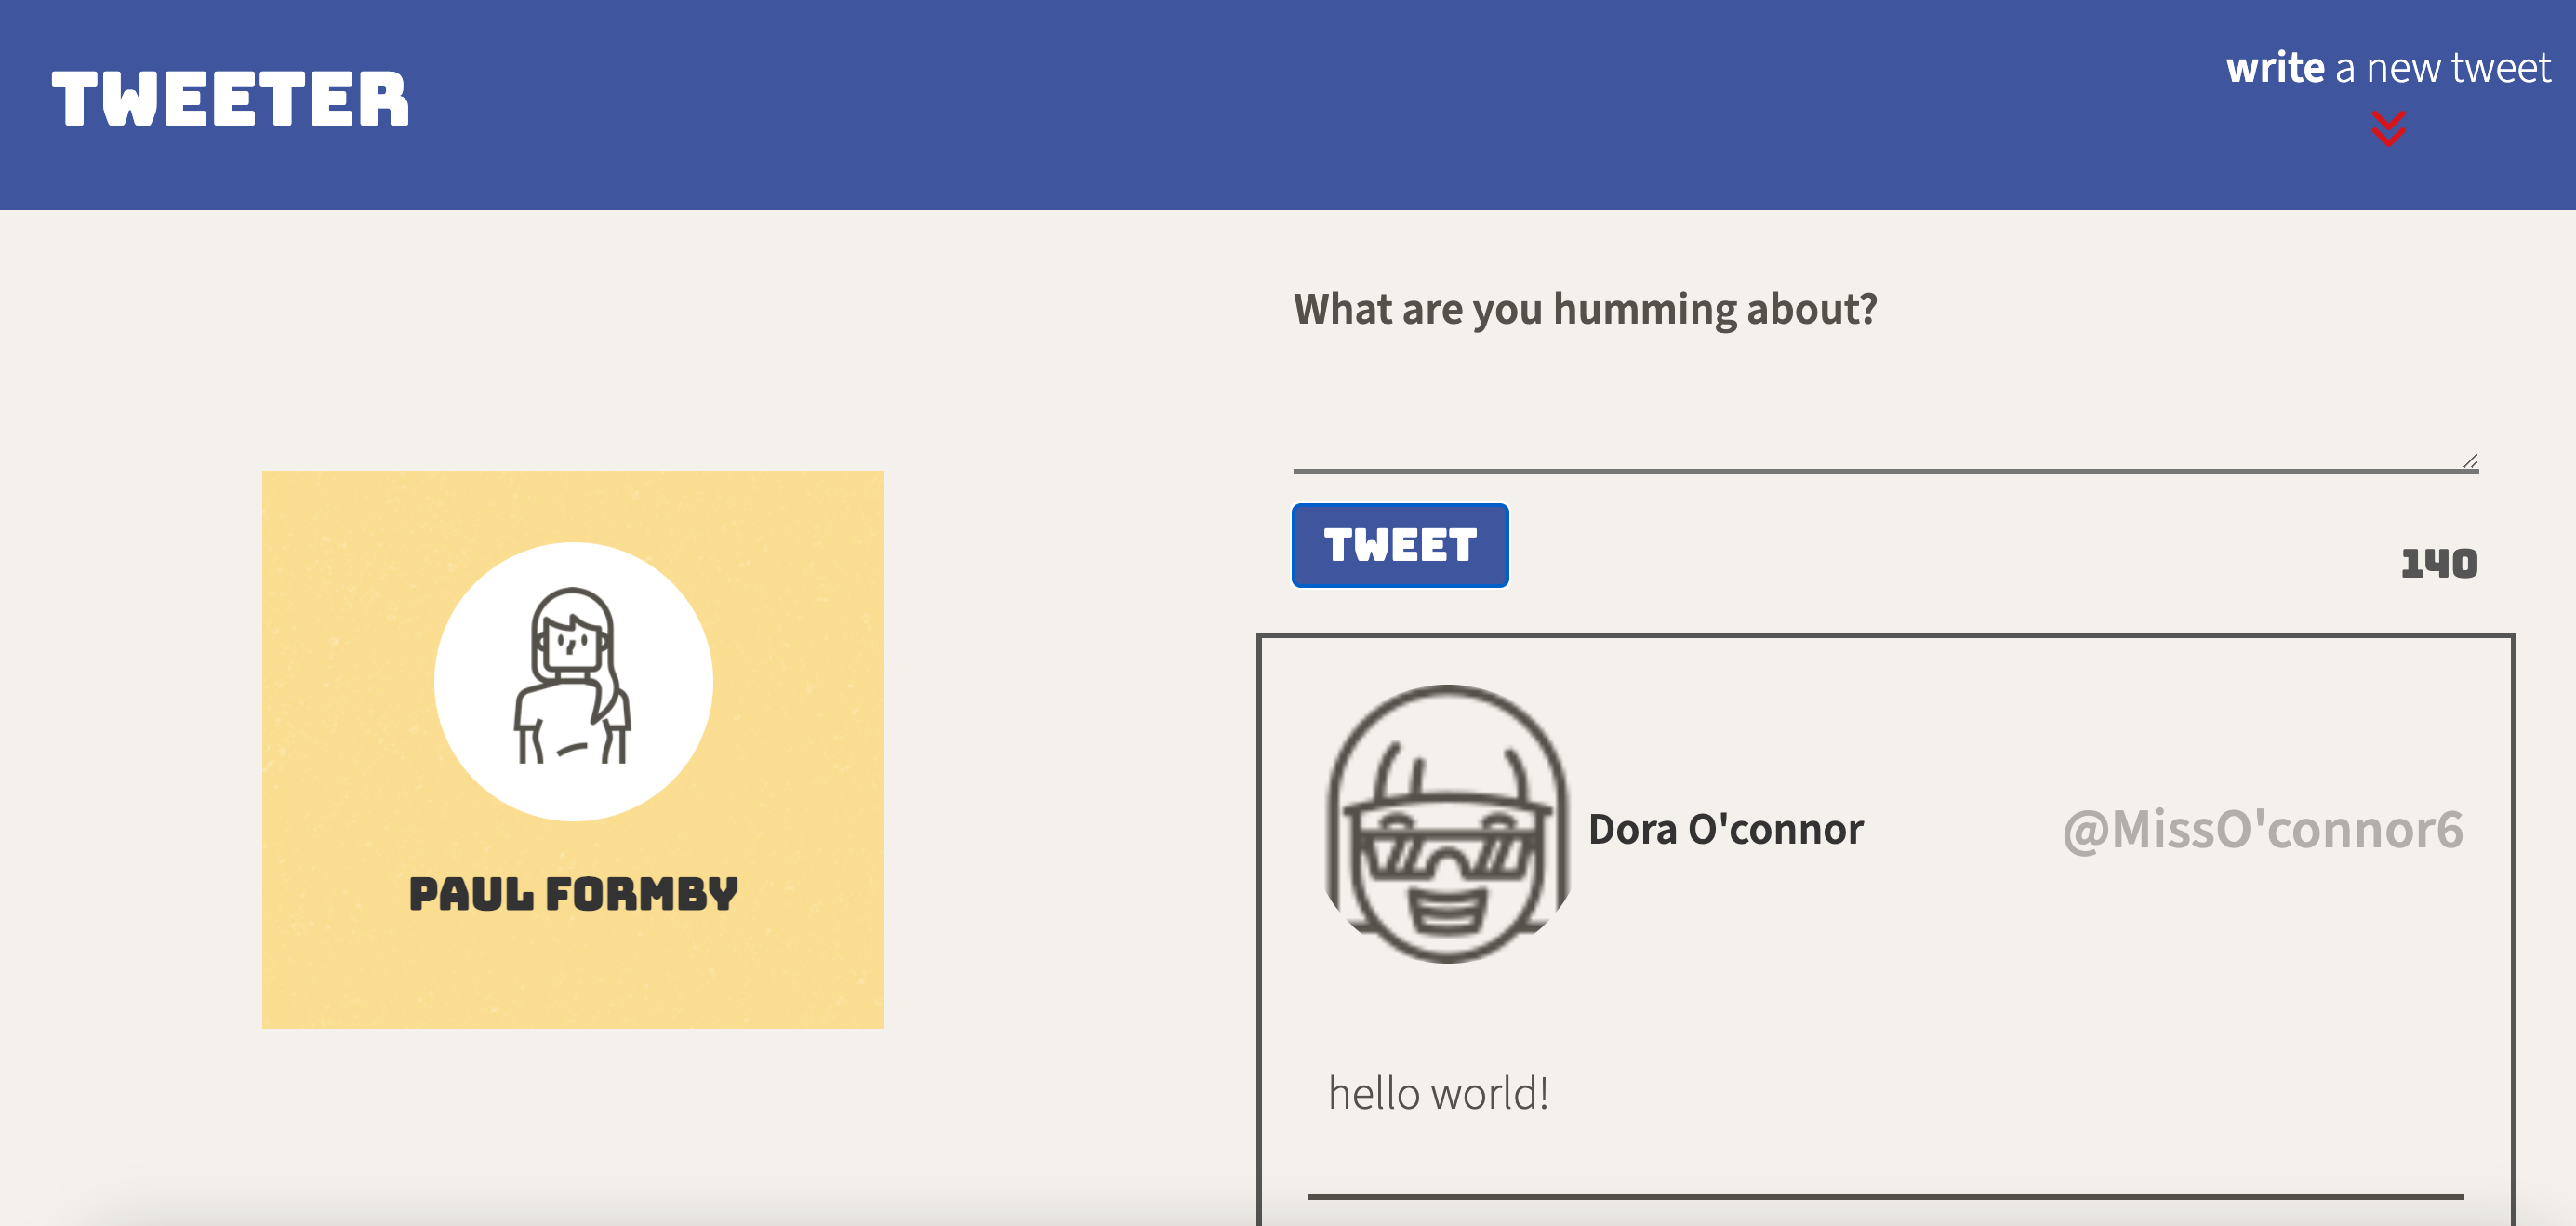 TWEETER
write a new tweet
What are you humming about?
TWEET
140
PAUL FORMBY
Dora O'connor
@MissO'connor6
hello world!